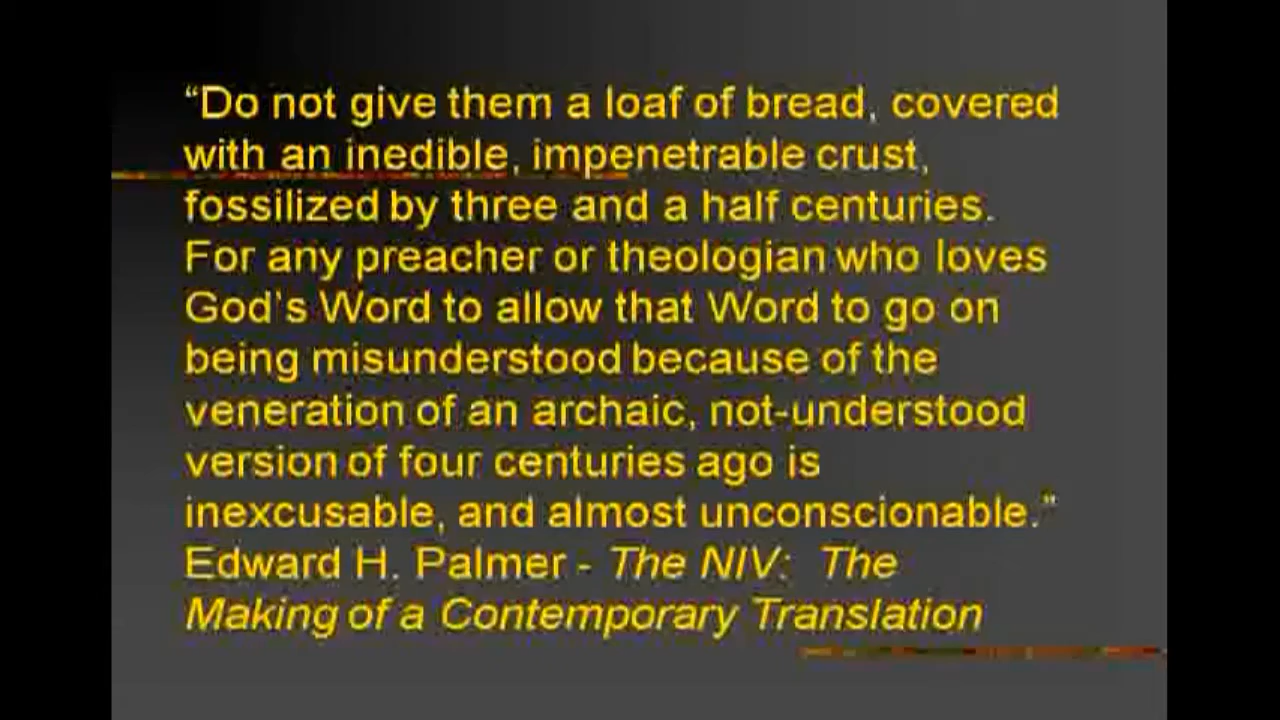 “Do not give them a loaf of bread, covered
with an inedible, impenetrable crust,
fossilized by three and a half centuries.
For any preacher or theologian who loves
God’s Word to allow that Word to go on
being misunderstood because of the
veneration of an archaic, not-understood
version of four centuries ago is
inexcusable, and almost unconscionable.”
Edward H. Palmer - The NIV:  The
Making of a Contemporary Translation